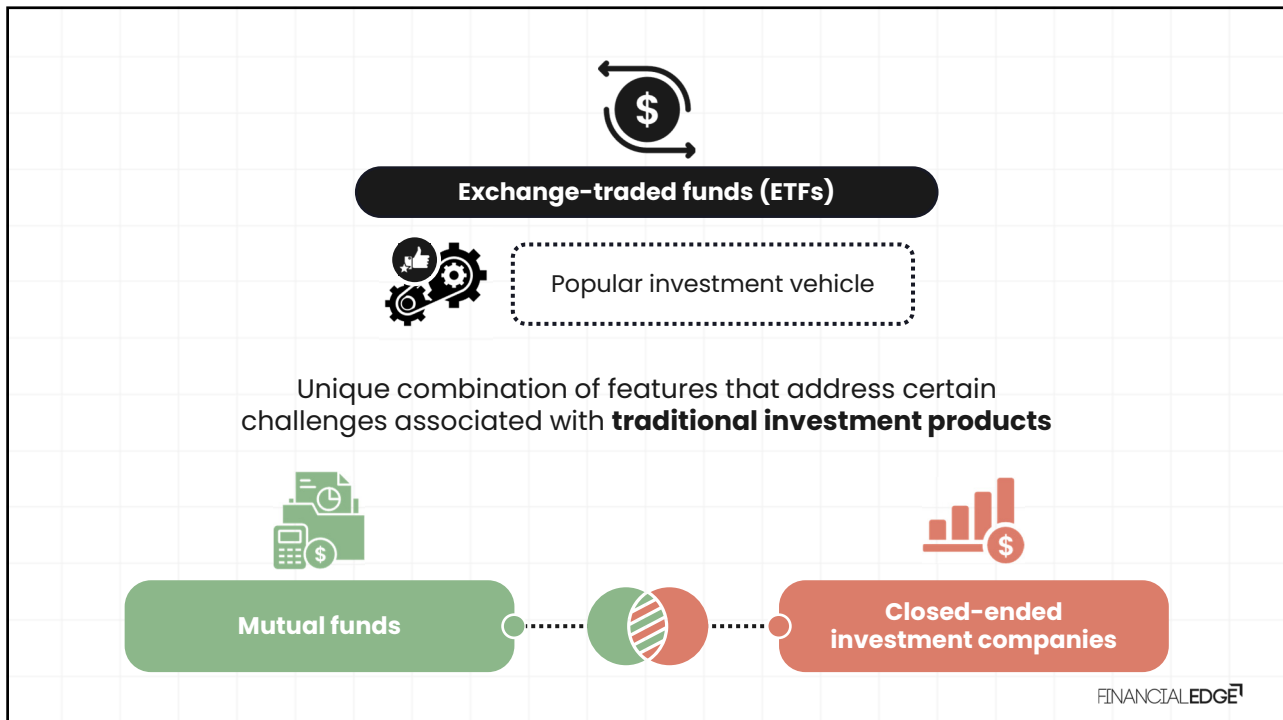 $
Exchange-traded funds (ETFs)
Popular investment vehicle
Unique combination of features that address certain
challenges associated with traditional investment products
$
$
Mutual funds
Closed-ended
investment companies
FINANCIALEDGE